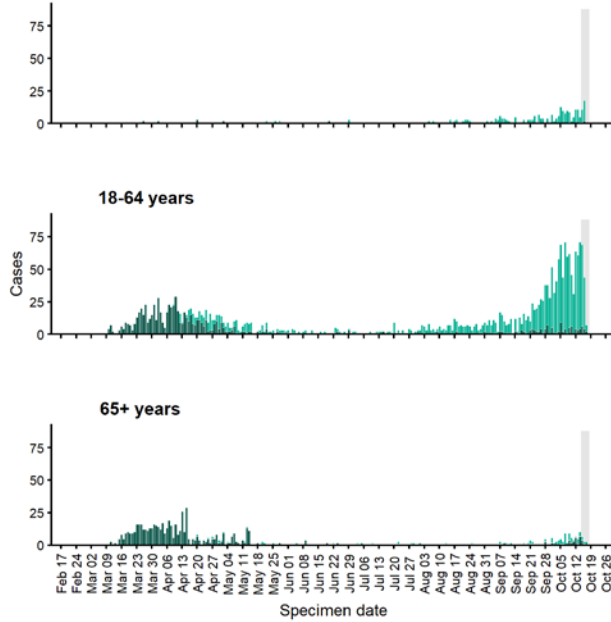 75
50
25
0
18-64 years
75
50
25
0
Cases
65+ years
75
50
25
0
Feb 17
Feb 24
Mar 02
Mar 09
Mar 16
Mar 23
Mar 30
Apr 06
Apr 13
Apr 20
Apr 27
May 04
May 11
May 18
May 25
Jun 01
Jun 08
Jun 15
Jun 22
Jun 29
Jul 06
Jul 13
Jul 20
Jul 27
Aug 03
Aug 10
Aug 17
Aug 24
Aug 31
Sep 07
Sep 14
Sep 21
Sep 28
Oct 05
Oct 12
Oct 19
Oct 26
Specimen date